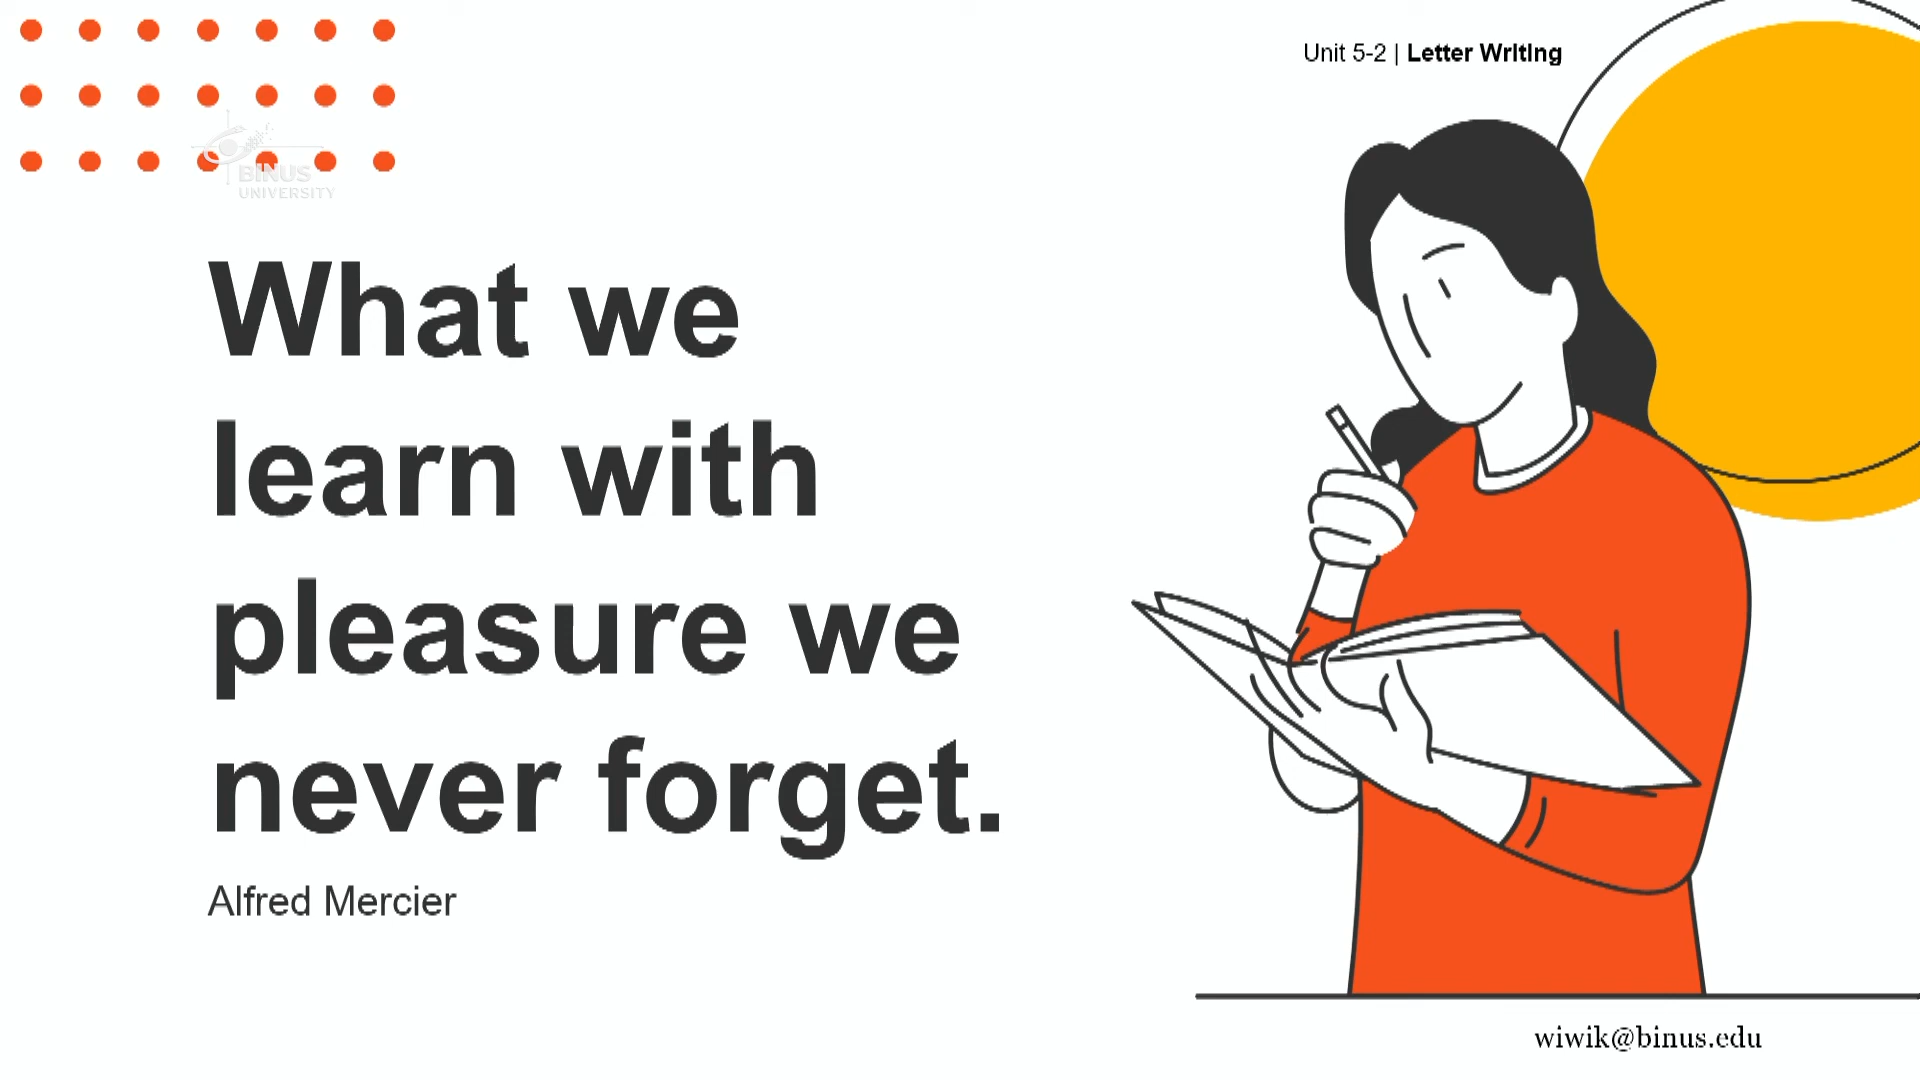 Unit 5-2 | Letter Writing
BINUS
UNIVERSITY
What we
learn with
pleasure we
never forget.
Alfred Mercier
wiwik@binus.edu